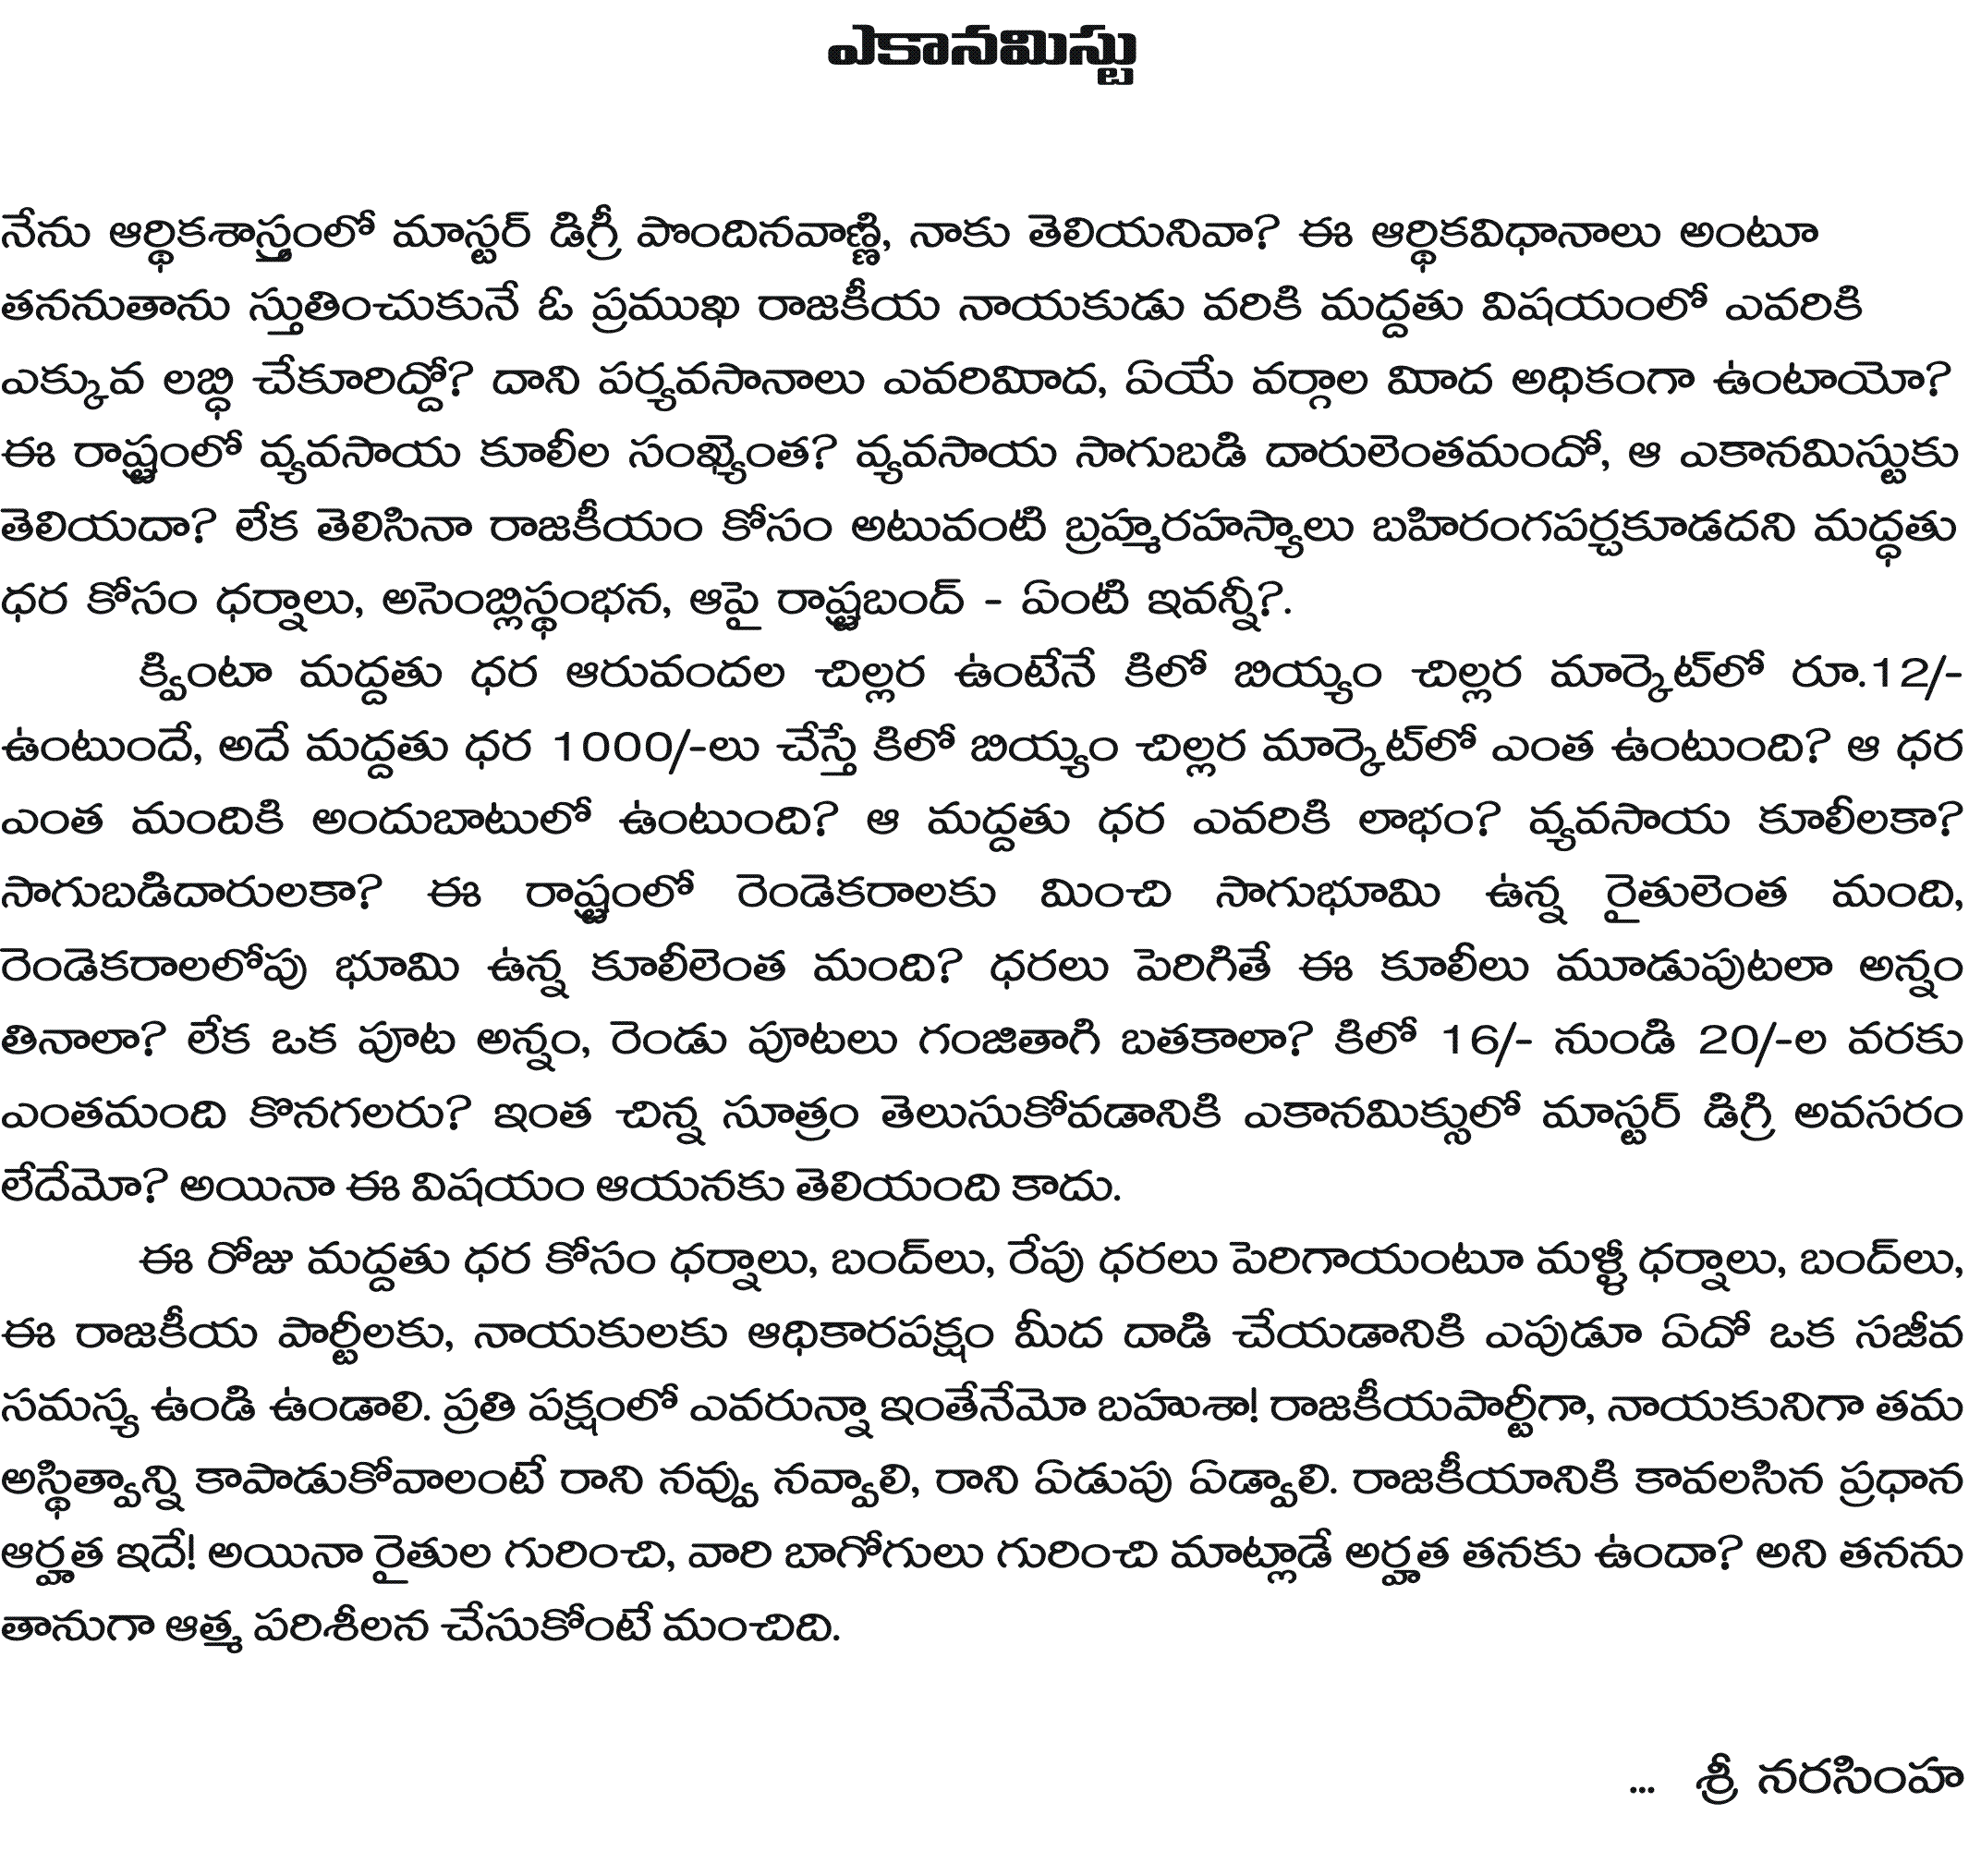 ఎకానమిస్టు
నేను ఆర్థికశాస్త్రంలో మాస్టర్ డిగ్రీ పొందినవాణ్ణి, నాకు తెలియనివా? ఈ ఆర్థికవిధానాలు అంటూ
తననుతాను స్తుతించుకునే ఓ ప్రముఖ రాజకీయ నాయకుడు వరికి మద్దతు విషయంలో ఎవరికి
ఎక్కువ లబ్ధి చేకూరిద్దో? దాని పర్యవసానాలు ఎవరిమీద, ఏయే వర్గాల మీద అధికంగా ఉంటాయో?
ఈ రాష్ట్రంలో వ్యవసాయ కూలీల సంఖ్యెంత? వ్యవసాయ సాగుబడి దారులెంతమందో, ఆ ఎకానమిస్టుకు
తెలియదా? లేక తెలిసినా రాజకీయం కోసం అటువంటి బ్రహ్మరహస్యాలు బహిరంగపర్చకూడదని మద్ధతు
ధర కోసం ధర్నాలు, అసెంబ్లిస్థంభన, ఆపై రాష్ట్రబంద్ - ఏంటి ఇవన్నీ?.
క్వింటా మద్దతు ధర ఆరువందల చిల్లర ఉంటేనే కిలో బియ్యం చిల్లర మార్కెట్‌లో రూ.12/-
ఉంటుందే, అదే మద్దతు ధర 1000/-లు చేస్తే కిలో బియ్యం చిల్లర మార్కెట్‌లో ఎంత ఉంటుంది? ఆ ధర
ఎంత మందికి అందుబాటులో ఉంటుంది? ఆ మద్దతు ధర ఎవరికి లాభం? వ్యవసాయ కూలీలకా?
సాగుబడిదారులకా? ఈ రాష్ట్రంలో రెండెకరాలకు మించి సాగుభూమి ఉన్న రైతులెంత మంది,
రెండెకరాలలోపు భూమి ఉన్న కూలీలెంత మంది? ధరలు పెరిగితే ఈ కూలీలు మూడుపుటలా అన్నం
తినాలా? లేక ఒక పూట అన్నం, రెండు పూటలు గంజితాగి బతకాలా? కిలో 16/- నుండి 20/-ల వరకు
ఎంతమంది కొనగలరు? ఇంత చిన్న సూత్రం తెలుసుకోవడానికి ఎకానమిక్సులో మాస్టర్ డిగ్రి అవసరం
లేదేమో? అయినా ఈ విషయం ఆయనకు తెలియంది కాదు.
ఈ రోజు మద్దతు ధర కోసం ధర్నాలు, బంద్‌లు, రేపు ధరలు పెరిగాయంటూ మళ్ళీ ధర్నాలు, బంద్‌లు,
ఈ రాజకీయ పార్టీలకు, నాయకులకు ఆధికారపక్షం మీద దాడి చేయడానికి ఎపుడూ ఏదో ఒక సజీవ
సమస్య ఉండి ఉండాలి. ప్రతి పక్షంలో ఎవరున్నా ఇంతేనేమో బహుశా! రాజకీయపార్టీగా, నాయకునిగా తమ
అస్థిత్వాన్ని కాపాడుకోవాలంటే రాని నవ్వు నవ్వాలి, రాని ఏడుపు ఏడ్వాలి. రాజకీయానికి కావలసిన ప్రధాన
ఆర్హత ఇదే! అయినా రైతుల గురించి, వారి బాగోగులు గురించి మాట్లాడే అర్హత తనకు ఉందా? అని తనను
తానుగా ఆత్మ పరిశీలన చేసుకోంటే మంచిది.
... శ్రీ నరసింహ